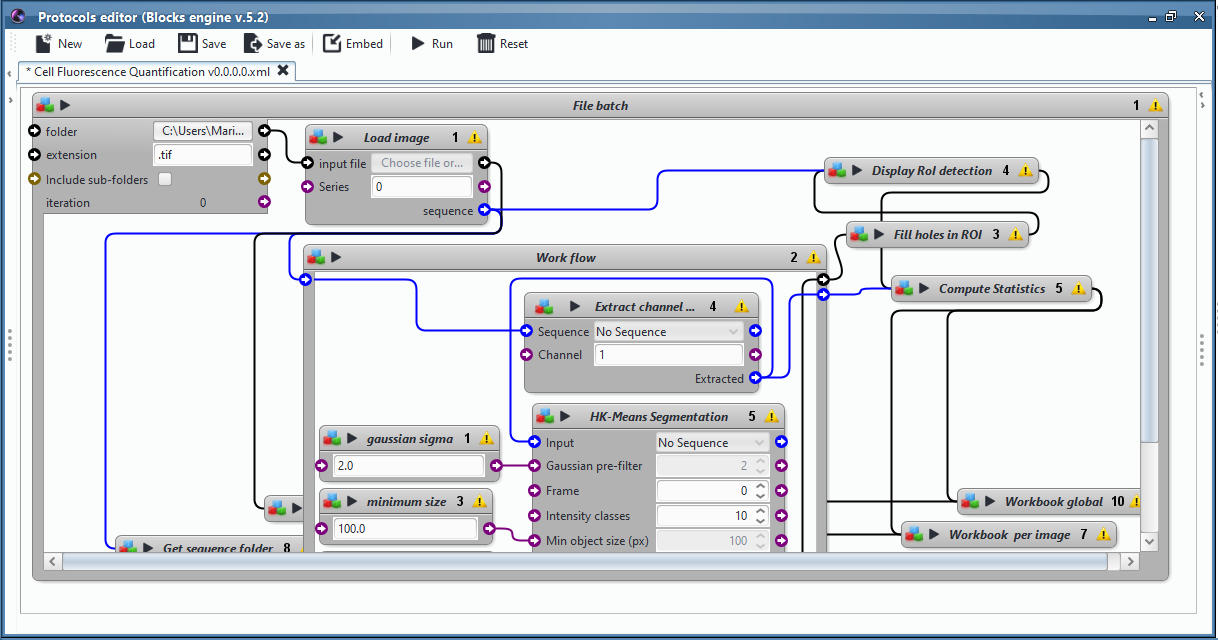 Protocols editor (Blocks engine v.5.2)
New Load Save Save as Embed Run Reset
* Cell Fluorescence Quantification v0.0.0.0.xml
File batch 1
folder C:\Users\Mari...
extension .tif
Include sub-folders
iteration 0
Load image 1
input file Choose file or...
Series 0
sequence
Display RoI detection 4
Fill holes in ROI 3
Compute Statistics 5
Work flow 2
Extract channel ... 4
Sequence No Sequence
Channel 1
Extracted
HK-Means Segmentation 5
Input No Sequence
Gaussian pre-filter 2
Frame 0
Intensity classes 10
Min object size (px) 100
gaussian sigma 1
2.0
minimum size 3
100.0
Get sequence folder 8
Workbook global 10
Workbook per image 7